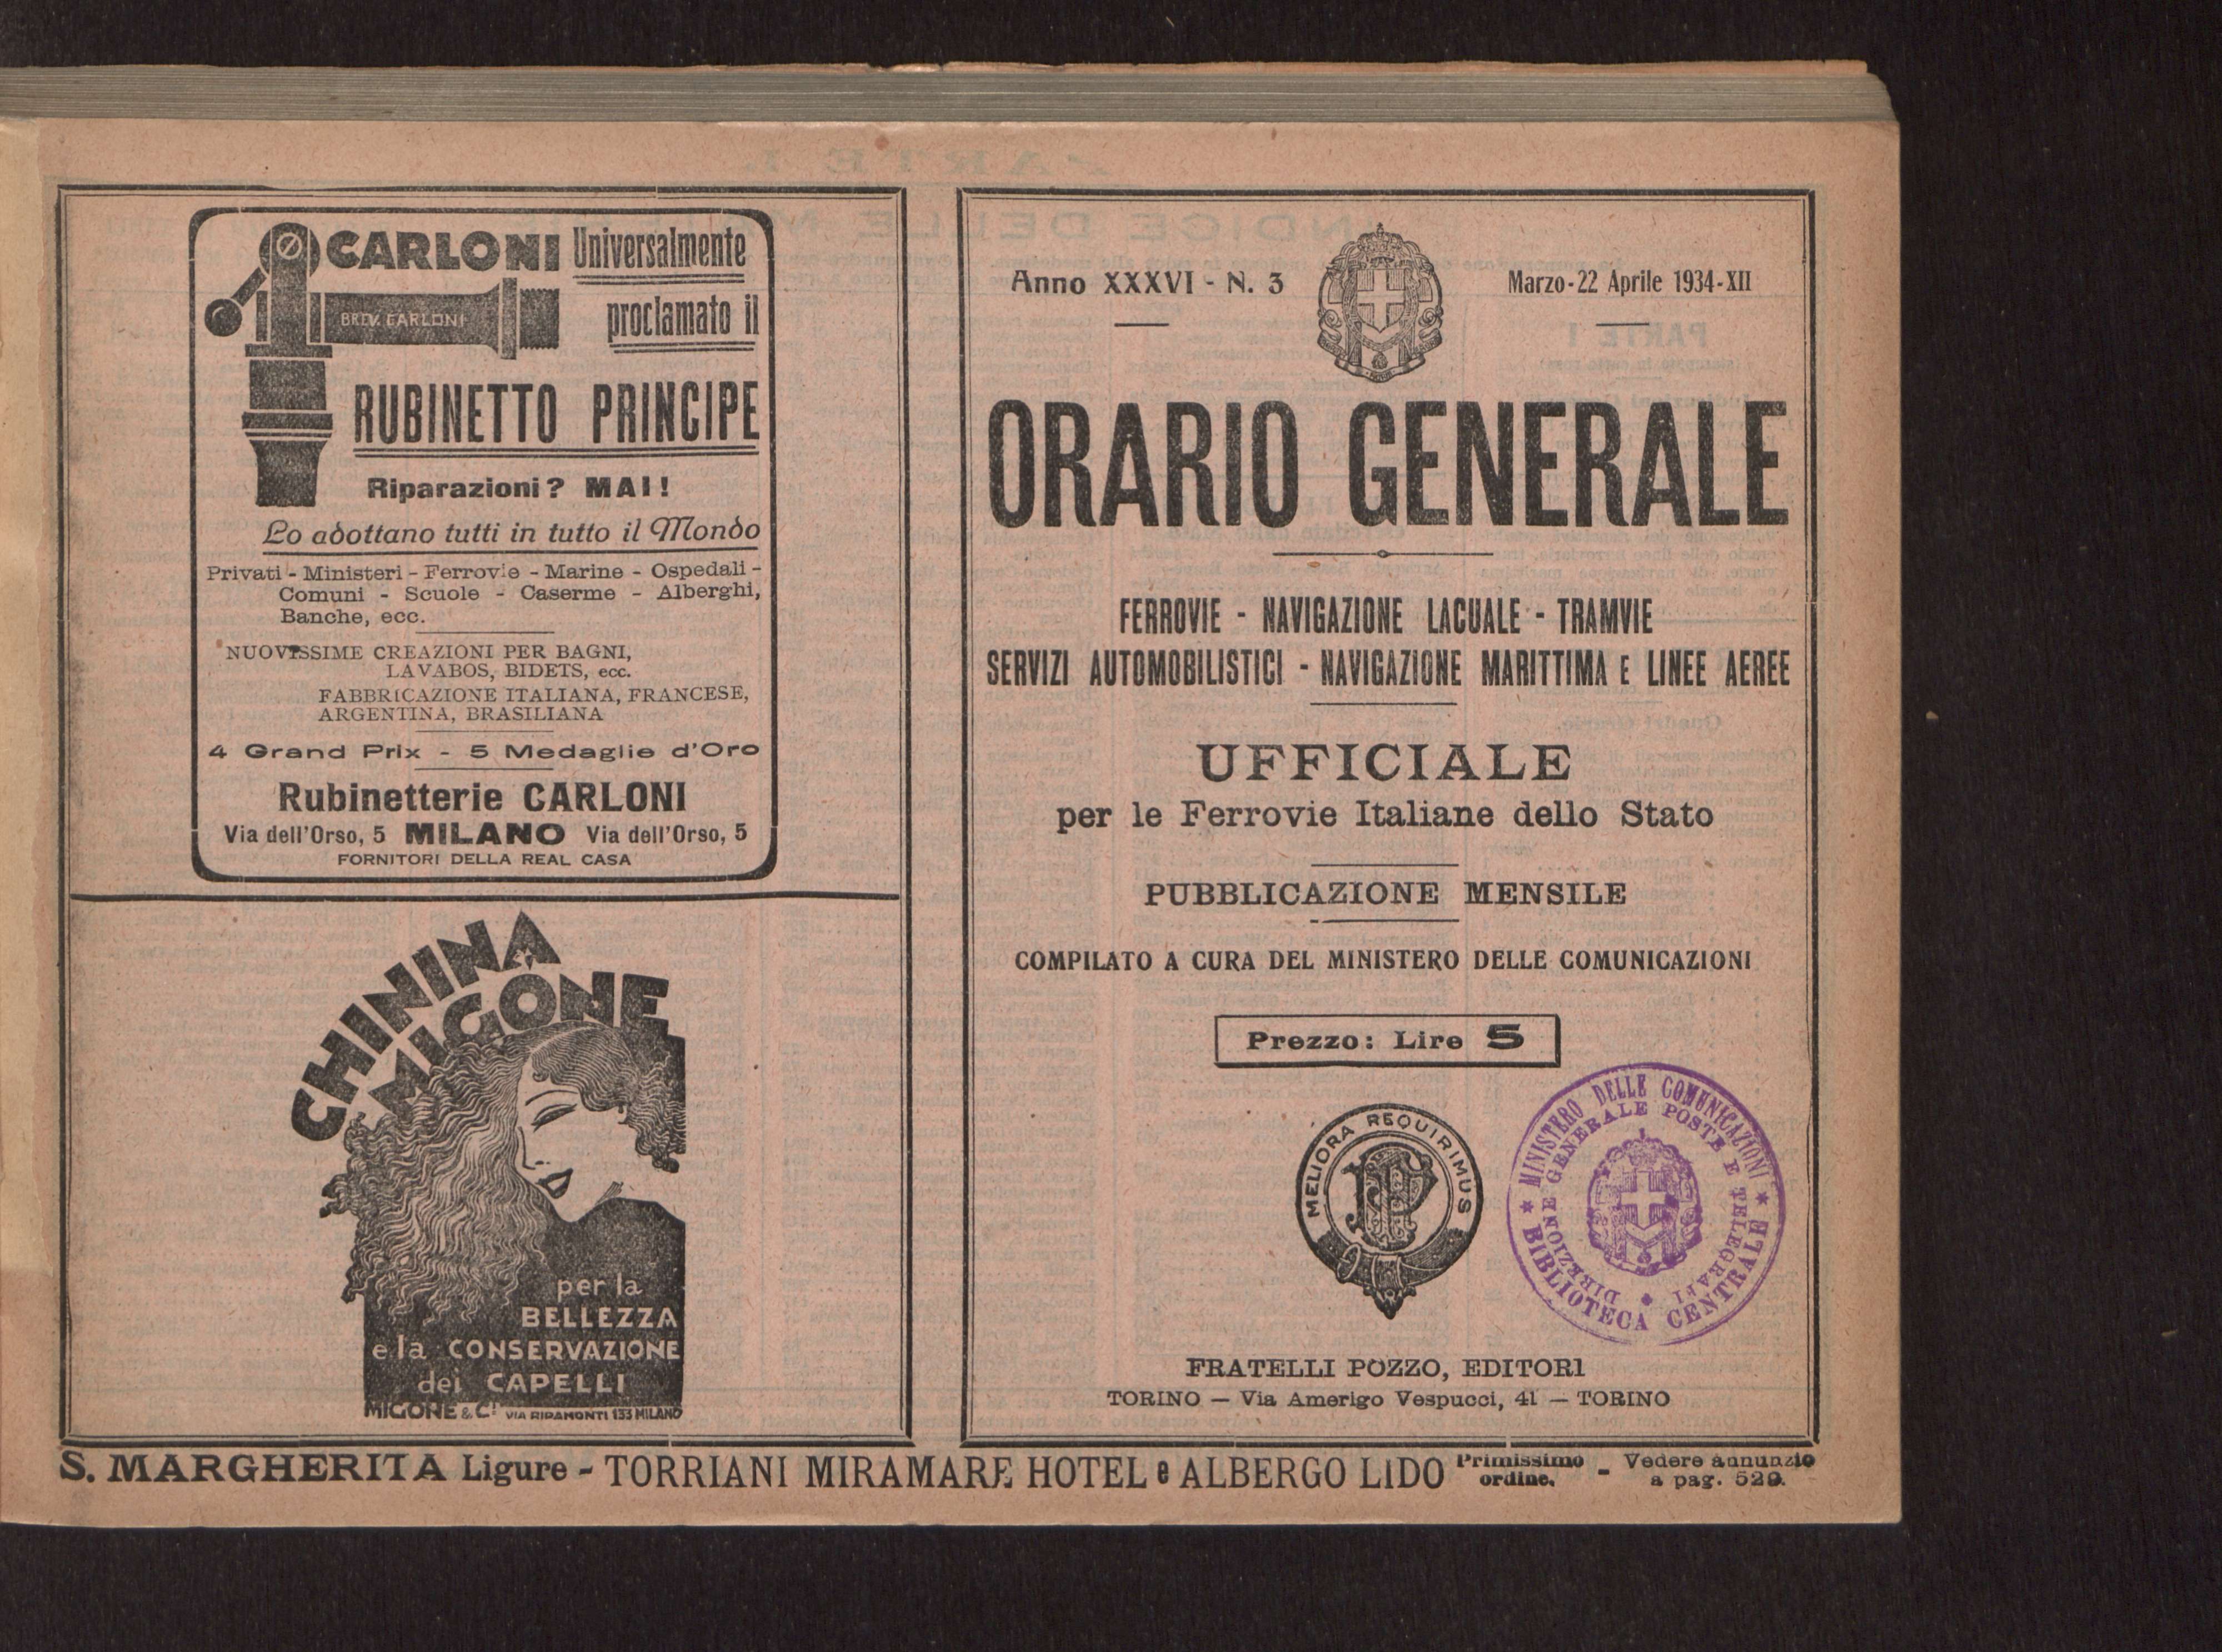 CARLONI Universalmente
BREV. CARLONI
proclamato il
RUBINETTO PRINCIPE
Riparazioni? MAI!
Lo adottano tutti in tutto il Mondo
Privati - Ministeri - Ferrovie - Marine - Ospedali -
Comuni - Scuole - Caserme - Alberghi,
Banche, ecc.
NUOVISSIME CREAZIONI PER BAGNI,
LAVABOS, BIDETS, ecc.
FABBRICAZIONE ITALIANA, FRANCESE,
ARGENTINA, BRASILIANA
4 Grand Prix - 5 Medaglie d'Oro
Rubinetterie CARLONI
Via dell'Orso, 5 MILANO Via dell'Orso, 5
FORNITORI DELLA REAL CASA
CHININA
MIGONE
per la
BELLEZZA
e la CONSERVAZIONE
dei CAPELLI
MIGONE & C.i VIA RIPAMONTI 133 MILANO
Anno XXXVI - N. 3
Marzo-22 Aprile 1934-XII
ORARIO GENERALE
FERROVIE - NAVIGAZIONE LACUALE - TRAMVIE
SERVIZI AUTOMOBILISTICI - NAVIGAZIONE MARITTIMA E LINEE AEREE
UFFICIALE
per le Ferrovie Italiane dello Stato
PUBBLICAZIONE MENSILE
COMPILATO A CURA DEL MINISTERO DELLE COMUNICAZIONI
Prezzo: Lire 5
MELIORA REQUIRIMUS
FP
* MINISTERO DELLE COMUNICAZIONI *
DIREZIONE GENERALE POSTE E TELEGRAFI
BIBLIOTECA CENTRALE
FRATELLI POZZO, EDITORI
TORINO — Via Amerigo Vespucci, 41 — TORINO
S. MARGHERITA Ligure - TORRIANI MIRAMARE HOTEL e ALBERGO LIDO Primissimo ordine. - Vedere annunzio a pag. 529.